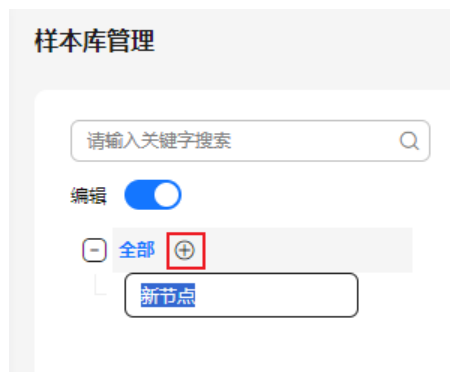 样本库管理
请输入关键字搜索
编辑
全部
新节点